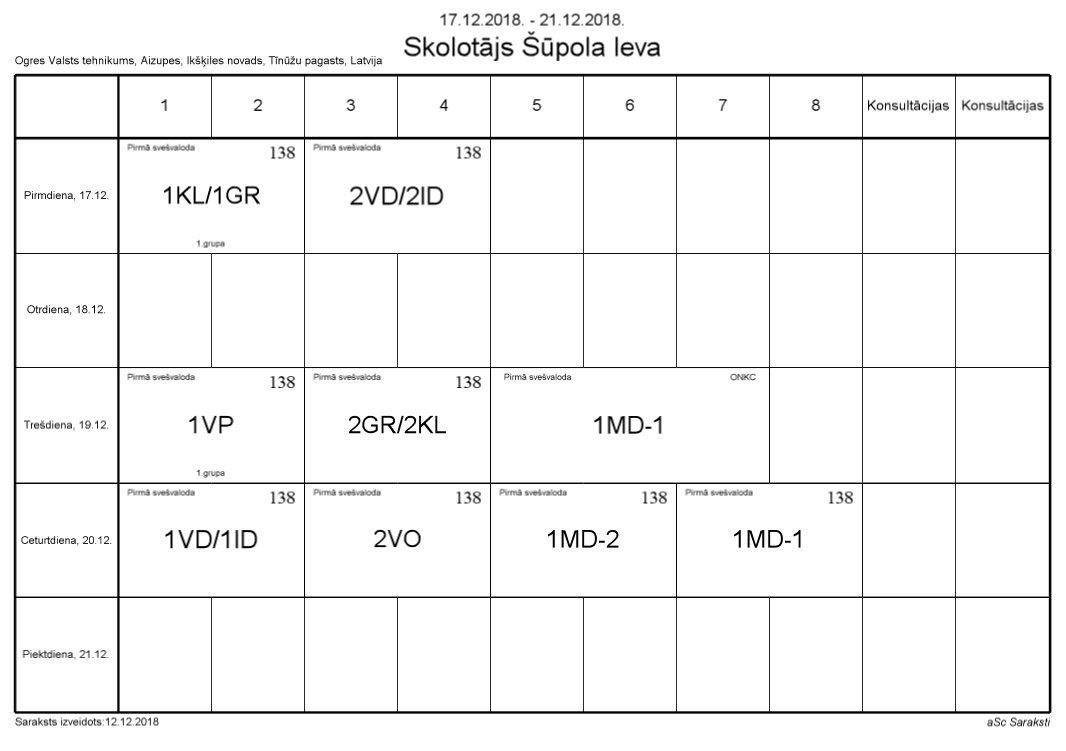 17.12.2018. - 21.12.2018.
Skolotājs Šūpola Ieva
Ogres Valsts tehnikums, Aizupes, Ikšķiles novads, Tīnūžu pagasts, Latvija
1 2 3 4 5 6 7 8 Konsultācijas Konsultācijas
Pirmdiena, 17.12.
Pirmā svešvaloda 138
1KL/1GR
1.grupa
Pirmā svešvaloda 138
2VD/2ID
Otrdiena, 18.12.
Trešdiena, 19.12.
Pirmā svešvaloda 138
1VP
1.grupa
Pirmā svešvaloda 138
2GR/2KL
Pirmā svešvaloda ONKC
1MD-1
Ceturtdiena, 20.12.
Pirmā svešvaloda 138
1VD/1ID
Pirmā svešvaloda 138
2VO
Pirmā svešvaloda 138
1MD-2
Pirmā svešvaloda 138
1MD-1
Piektdiena, 21.12.
Saraksts izveidots:12.12.2018
aSc Saraksti